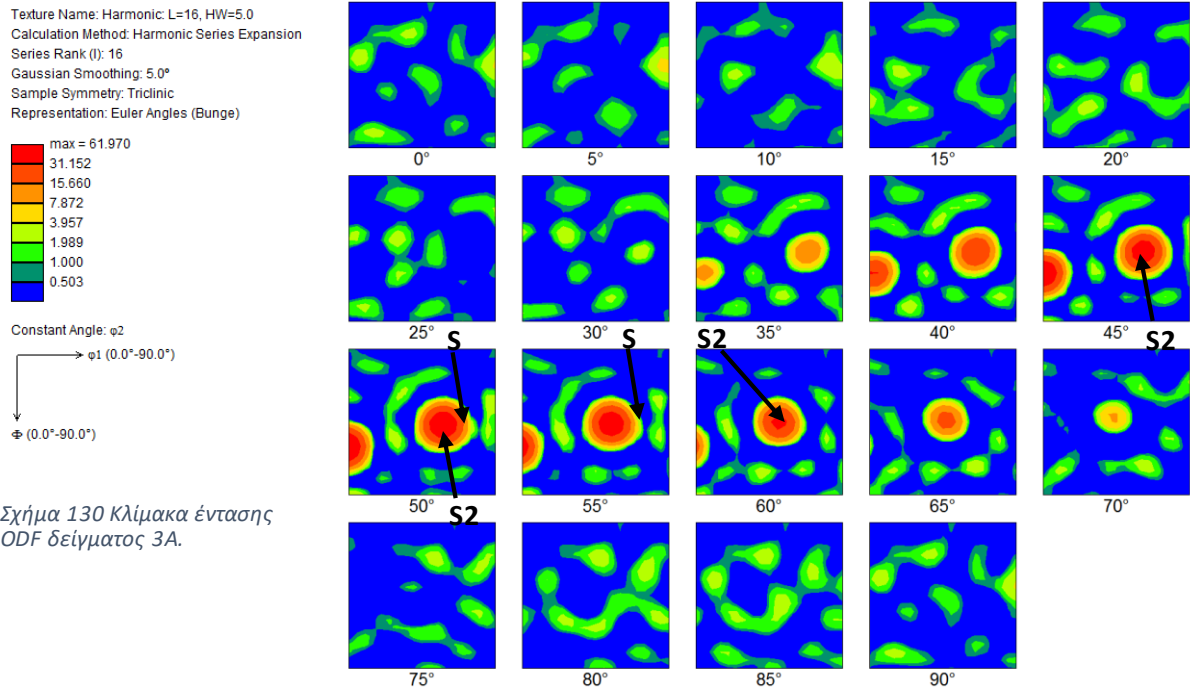 Texture Name: Harmonic: L=16, HW=5.0
Calculation Method: Harmonic Series Expansion
Series Rank (l): 16
Gaussian Smoothing: 5.0°
Sample Symmetry: Triclinic
Representation: Euler Angles (Bunge)
max = 61.970
31.152
15.660
7.872
3.957
1.989
1.000
0.503
Constant Angle: φ2
φ1 (0.0°-90.0°)
Φ (0.0°-90.0°)
Σχήμα 130 Κλίμακα έντασης
ODF δείγματος 3Α.
0° 5° 10° 15° 20°
25° 30° 35° 40° 45°
S S S2 S2
50° 55° 60° 65° 70°
S2
75° 80° 85° 90°